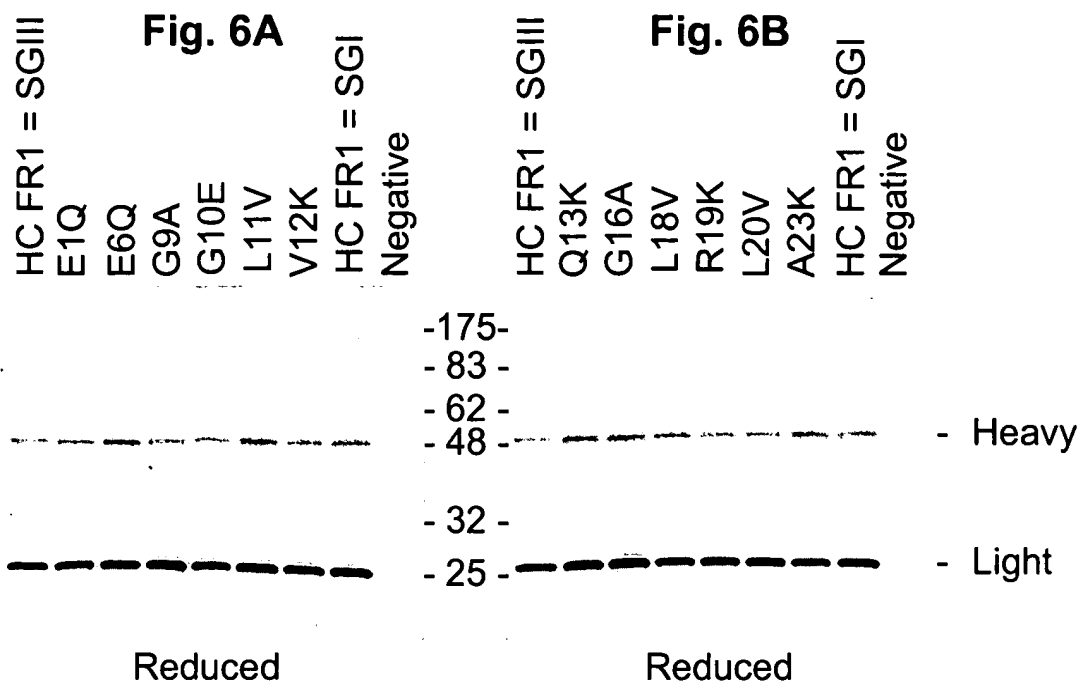 Fig. 6A
HC FR1 = SGIII
E1Q
E6Q
G9A
G10E
L11V
V12K
HC FR1 = SGI
Negative
Fig. 6B
HC FR1 = SGIII
Q13K
G16A
L18V
R19K
L20V
A23K
HC FR1 = SGI
Negative
-175-
- 83 -
- 62 -
- 48 -
- 32 -
- 25 -
- Heavy
- Light
Reduced
Reduced